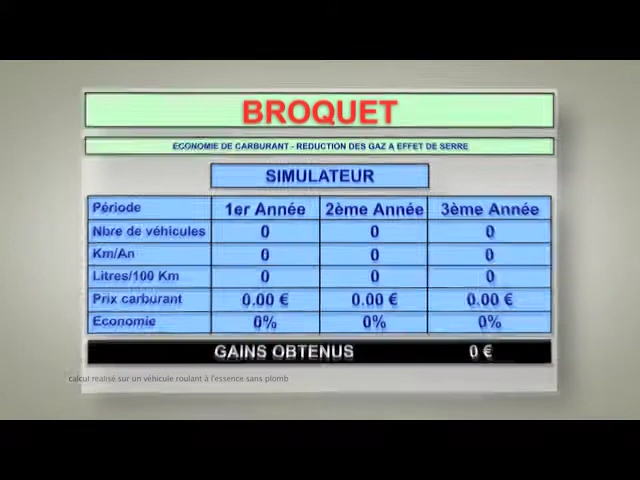 BROQUET
ÉCONOMIE DE CARBURANT - REDUCTION DES GAZ A EFFET DE SERRE
SIMULATEUR
Période 1er Année 2ème Année 3ème Année
Nbre de véhicules 0 0 0
Km/An 0 0 0
Litres/100 Km 0 0 0
Prix carburant 0.00 € 0.00 € 0.00 €
Economie 0% 0% 0%
GAINS OBTENUS 0 €
calcul realisé sur un véhicule roulant à l'essence sans plomb